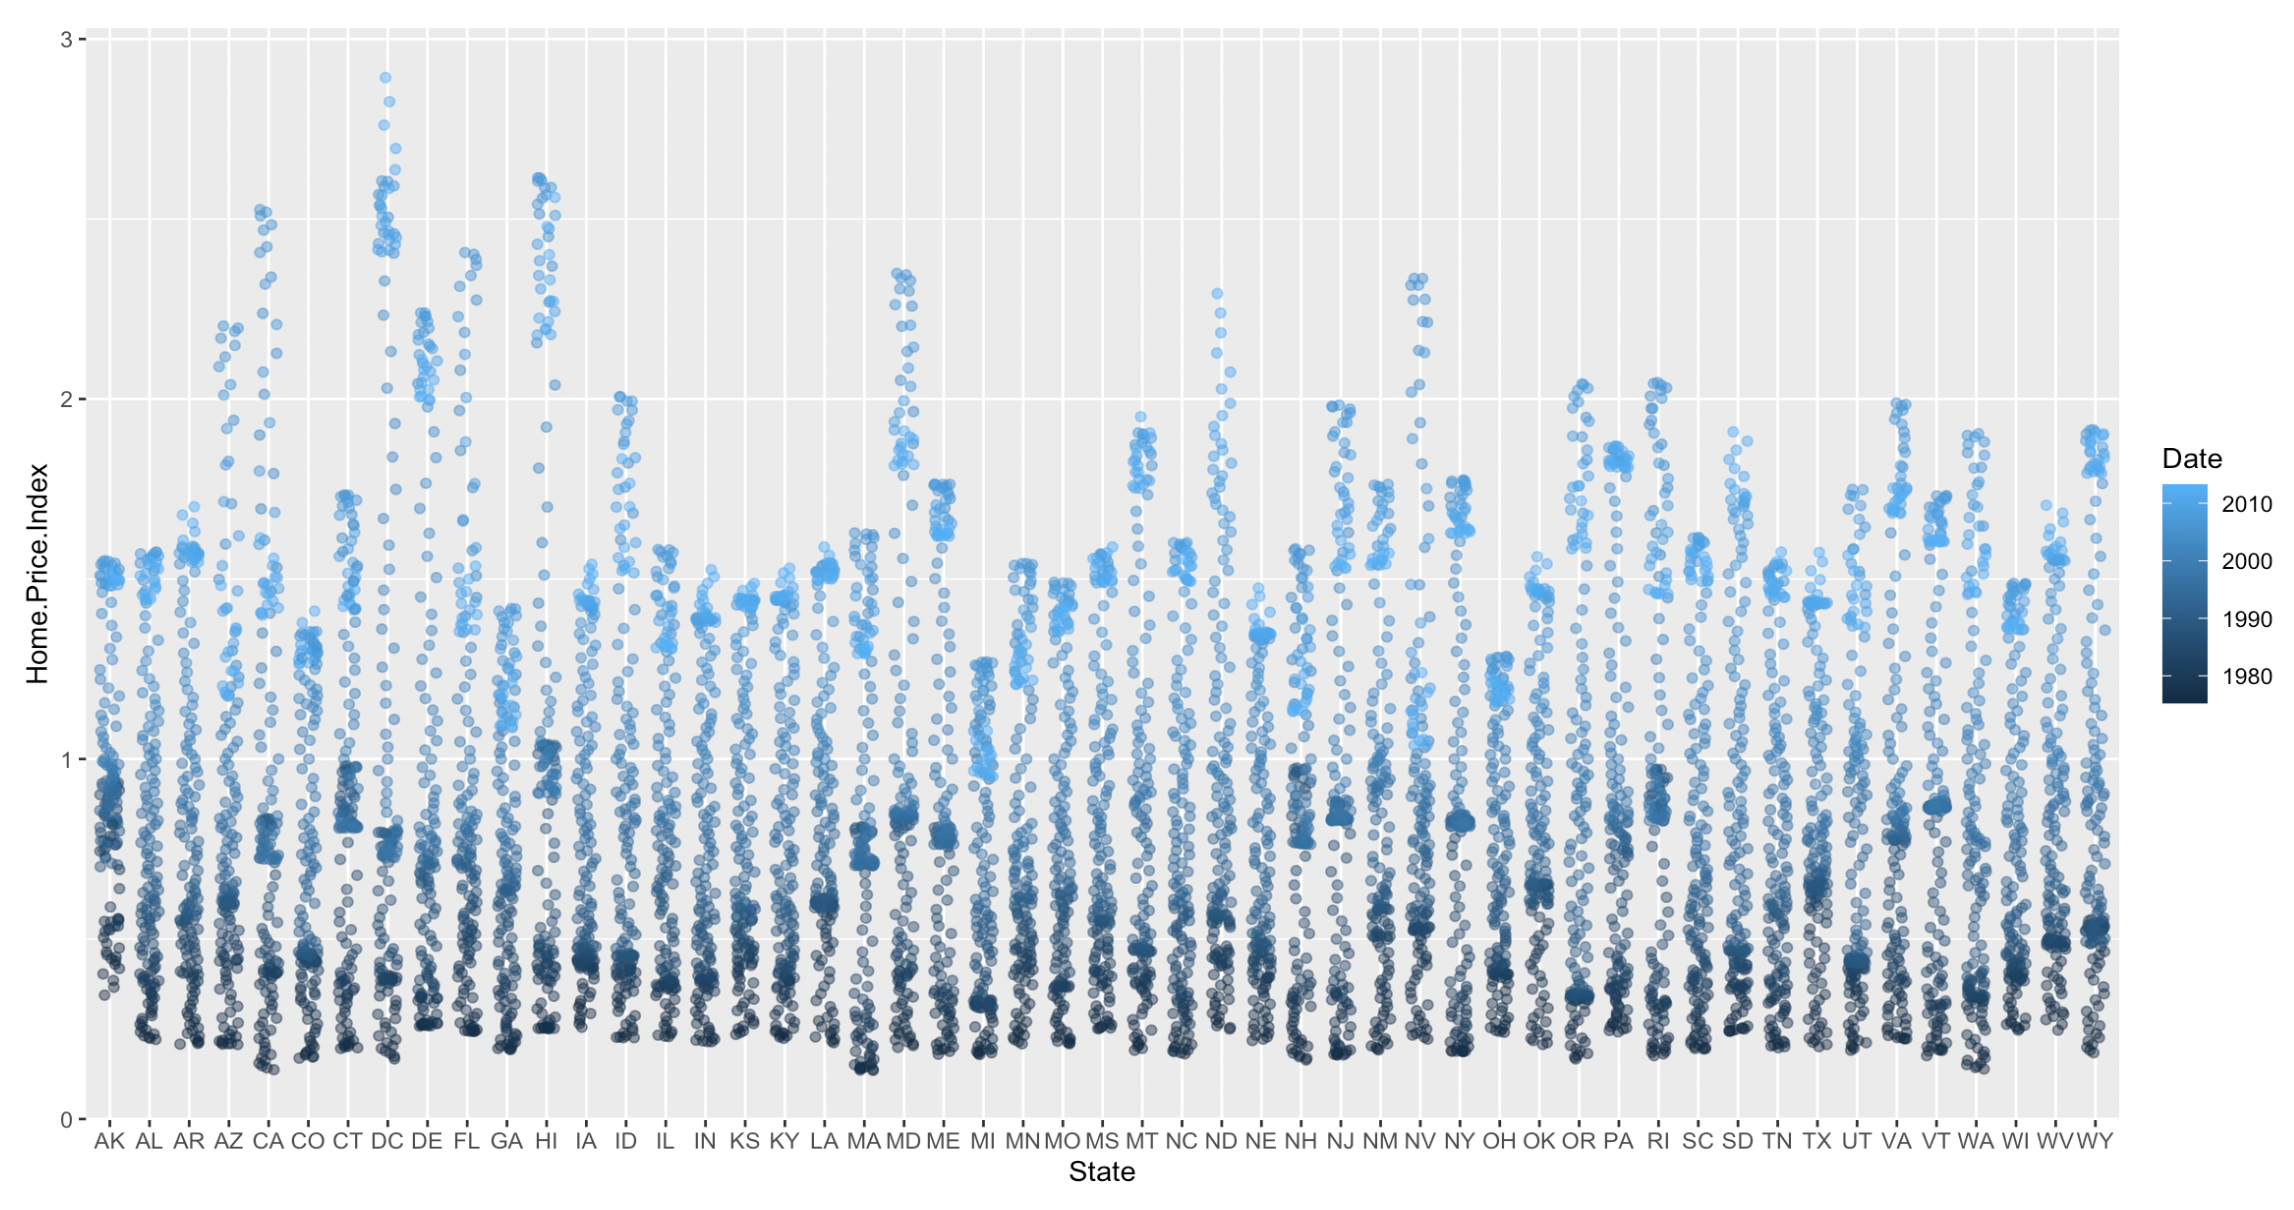 Home.Price.Index
3
2
1
0
AK AL AR AZ CA CO CT DC DE FL GA HI IA ID IL IN KS KY LA MA MD ME MI MN MO MS MT NC ND NE NH NJ NM NV NY OH OK OR PA RI SC SD TN TX UT VA VT WA WI WV WY
State
Date
2010
2000
1990
1980